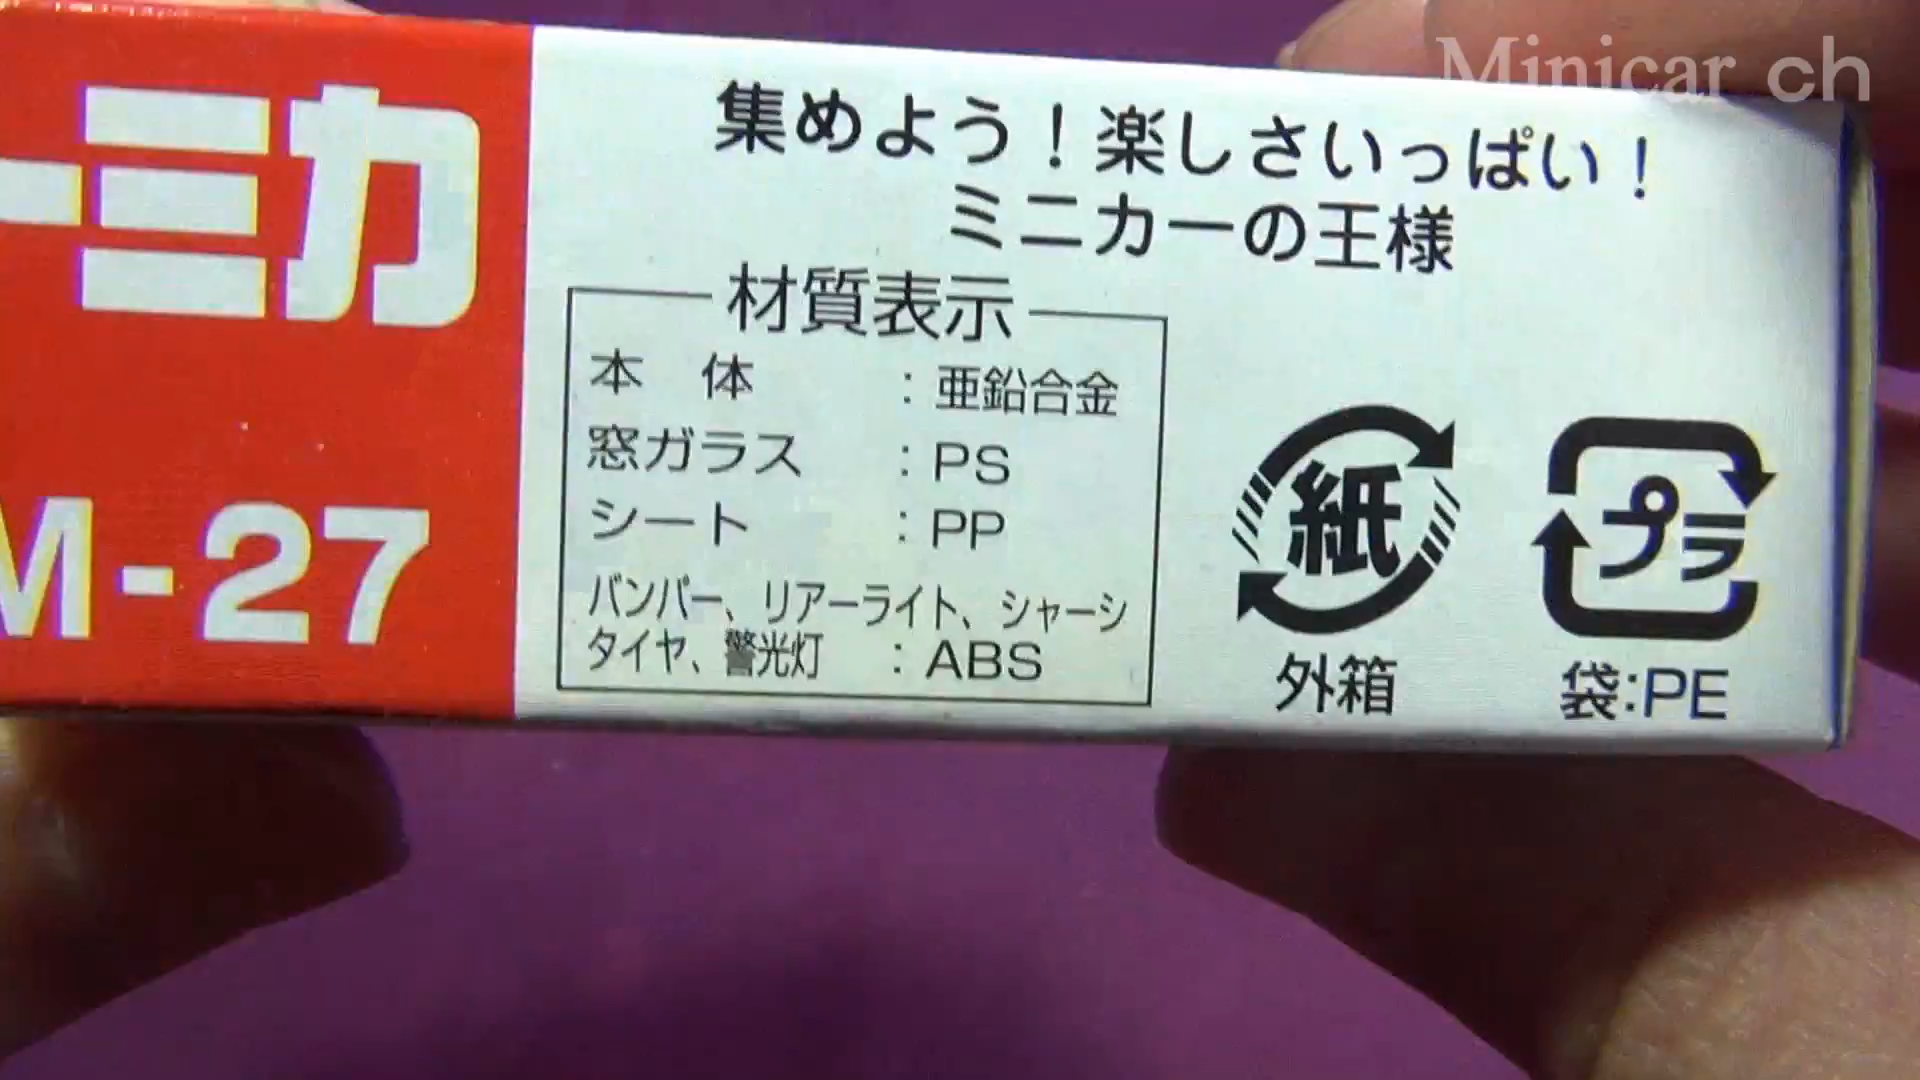 Minicar ch
ーミカ
M-27
集めよう!楽しさいっぱい!
ミニカーの王様
材質表示
本 体 : 亜鉛合金
窓ガラス : PS
シート : PP
バンパー、リアーライト、シャーシ
タイヤ、警光灯 : ABS
紙
外箱
プラ
袋:PE